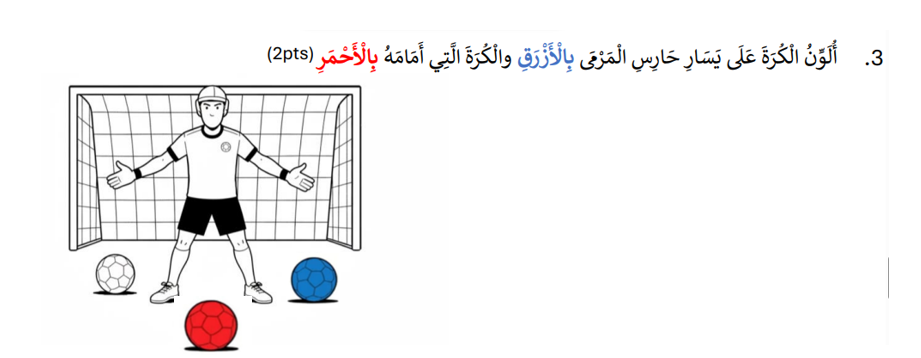 3. أُلَوِّنُ الْكُرَةَ عَلَى يَسَارِ حَارِسِ الْمَرْمَى بِالْأَزْرَقِ والْكُرَةَ الَّتِي أَمَامَهُ بِالْأَحْمَرِ (2pts)